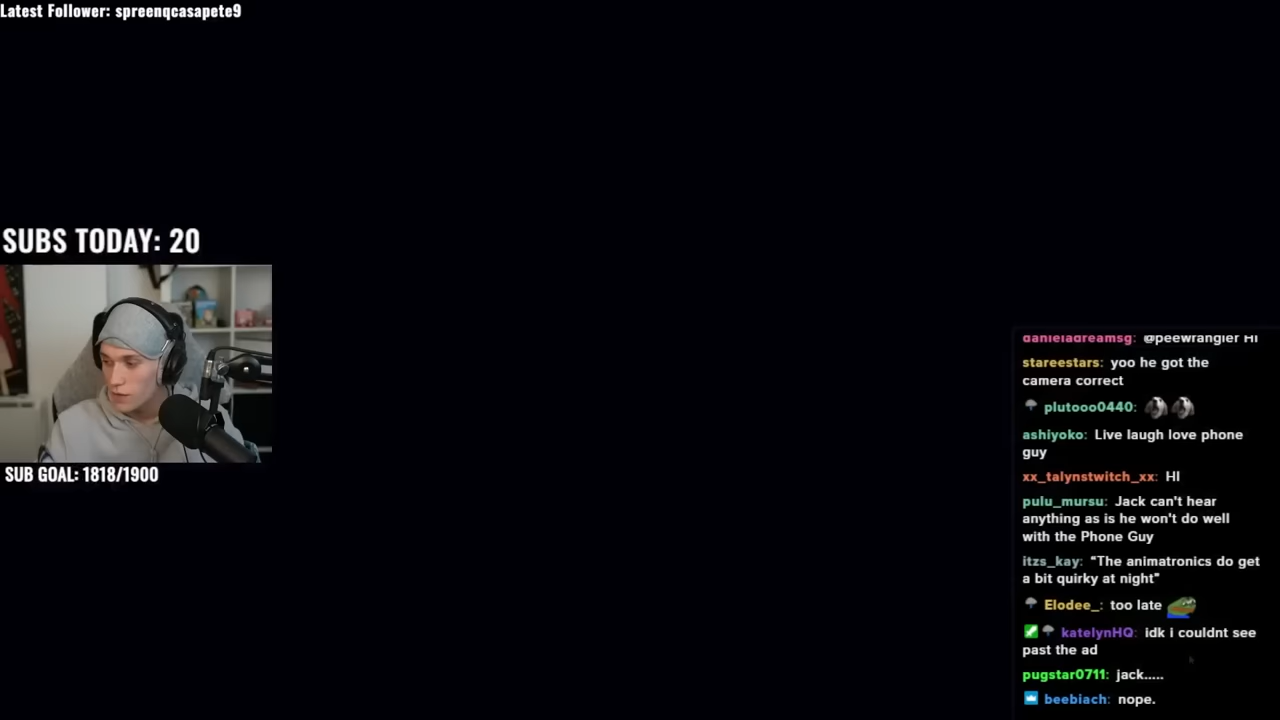 Latest Follower: spreenqcasapete9
SUBS TODAY: 20
SUB GOAL: 1818/1900
danieladreamsg: @peewrangler HI
stareestars: yoo he got the
camera correct
plutooo0440:
ashiyoko: Live laugh love phone
guy
xx_talynstwitch_xx: HI
pulu_mursu: Jack can't hear
anything as is he won't do well
with the Phone Guy
itzs_kay: "The animatronics do get
a bit quirky at night"
Elodee_: too late
katelynHQ: idk i couldnt see
past the ad
pugstar0711: jack.....
beebiach: nope.